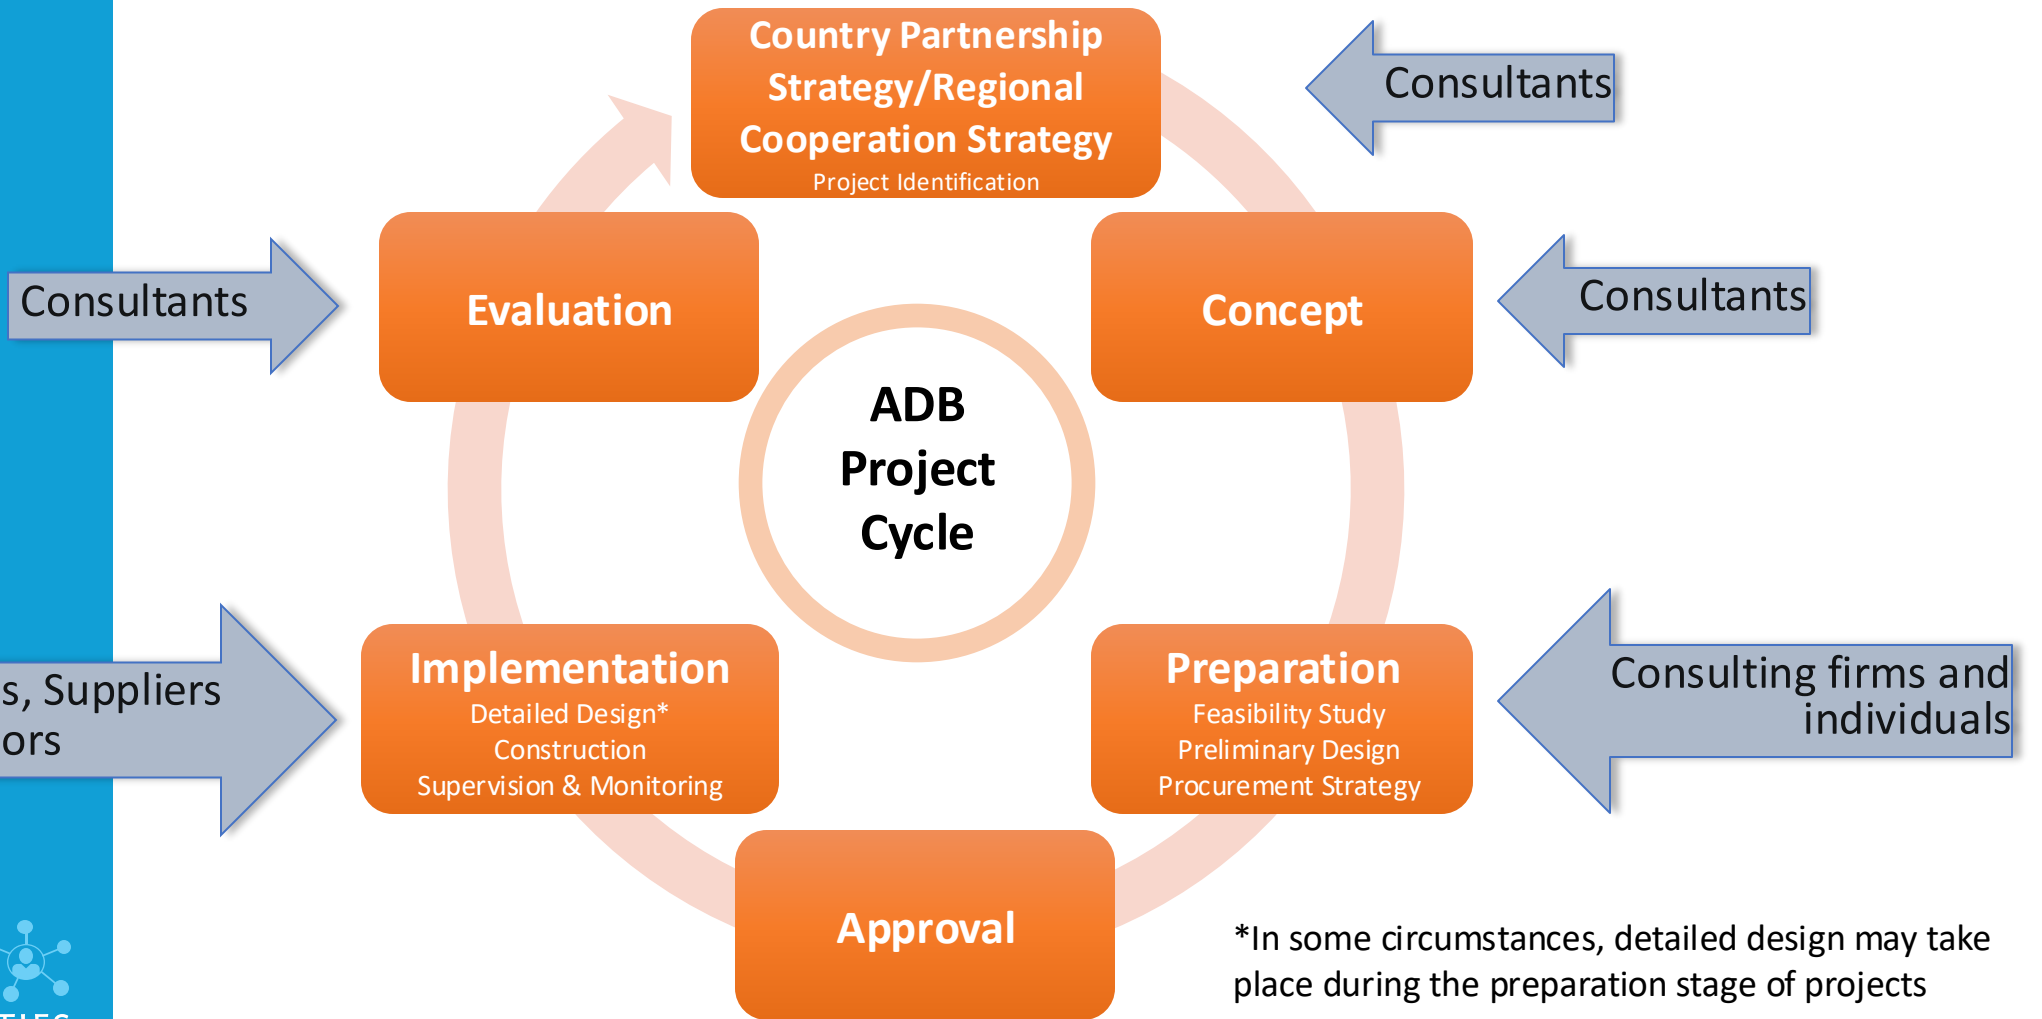 Country Partnership
Strategy/Regional
Cooperation Strategy
Project Identification
Consultants
Consultants
Evaluation
Concept
Consultants
ADB
Project
Cycle
Implementation
Detailed Design*
Construction
Supervision & Monitoring
Preparation
Feasibility Study
Preliminary Design
Procurement Strategy
Consulting firms and
individuals
s, Suppliers
ors
Approval
*In some circumstances, detailed design may take
place during the preparation stage of projects